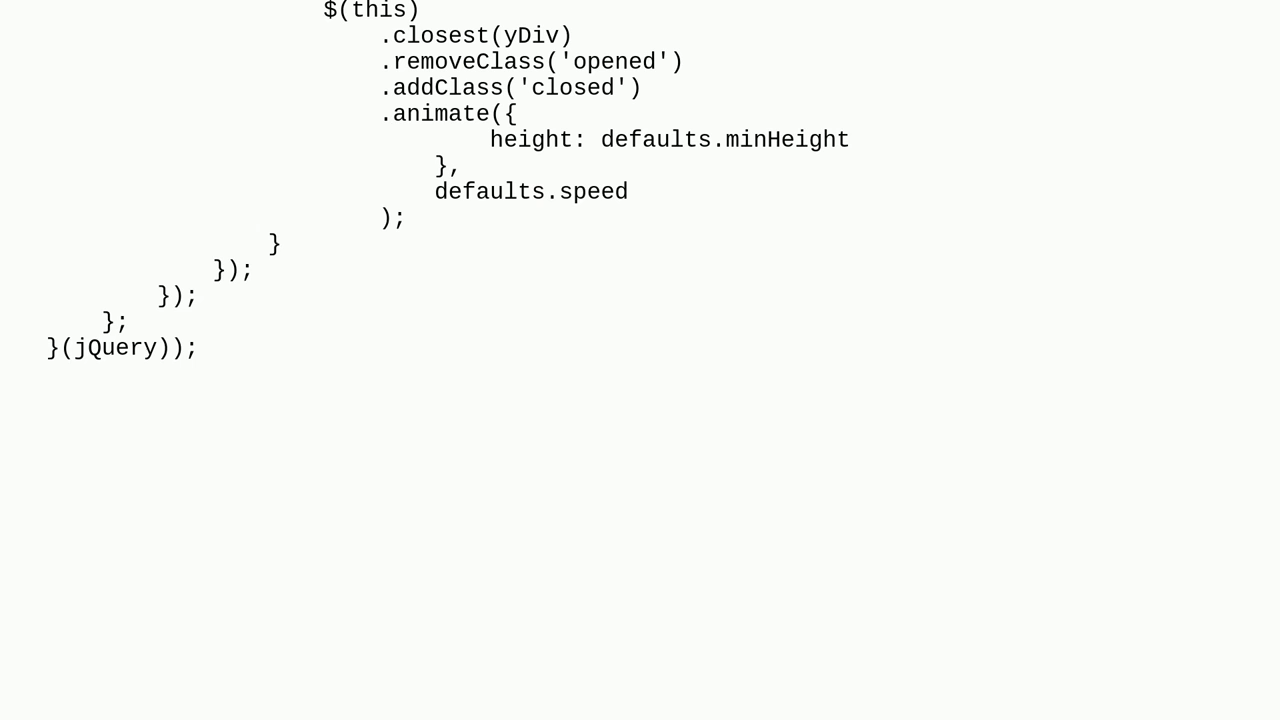 $(this)
.closest(yDiv)
.removeClass('opened')
.addClass('closed')
.animate({
height: defaults.minHeight
},
defaults.speed
);
}
});
});
};
}(jQuery));